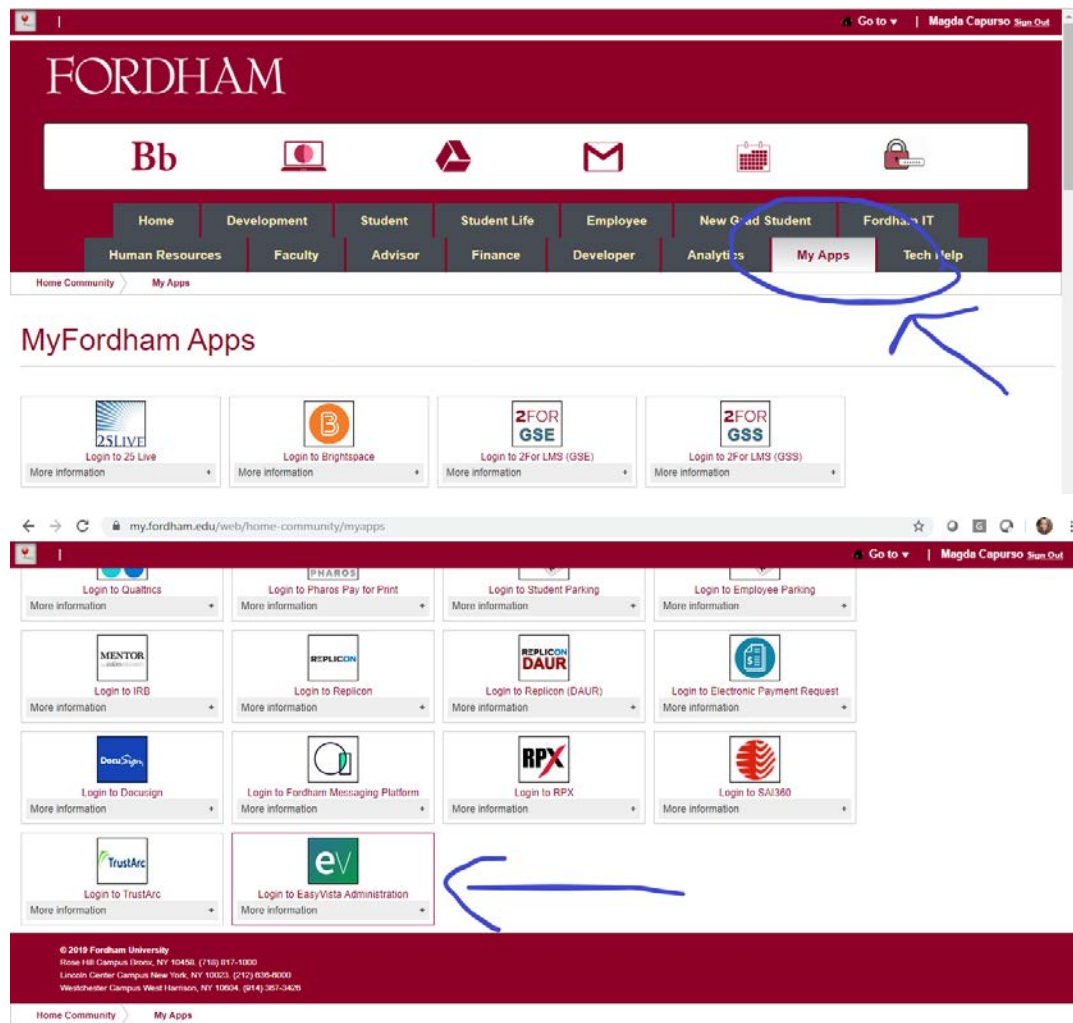 Go to ▾ | Magda Capurso Sign Out
FORDHAM
Bb
Home Development Student Student Life Employee New Grad Student Fordham IT
Human Resources Faculty Advisor Finance Developer Analytics My Apps Tech Help
Home Community My Apps
MyFordham Apps
25LIVE B 2FOR GSE 2FOR GSS
Login to 25 Live Login to Brightspace Login to 2For LMS (GSE) Login to 2For LMS (GSS)
More information + More information + More information + More information +
my.fordham.edu/web/home-community/myapps
Go to ▾ | Magda Capurso Sign Out
PHAROS
Login to Qualtrics Login to Pharos Pay for Print Login to Student Parking Login to Employee Parking
More information + More information + More information + More information +
MENTOR REPLICON REPLICON DAUR
Login to IRB Login to Replicon Login to Replicon (DAUR) Login to Electronic Payment Request
More information + More information + More information + More information +
DocuSign RPX
Login to Docusign Login to Fordham Messaging Platform Login to RPX Login to SAI360
More information + More information + More information + More information +
TrustArc ev
Login to TrustArc Login to EasyVista Administration
More information + More information +
© 2019 Fordham University
Rose Hill Campus Bronx, NY 10458. (718) 817-1000
Lincoln Center Campus New York, NY 10023. (212) 636-6000
Westchester Campus West Harrison, NY 10604. (914) 367-3426
Home Community My Apps